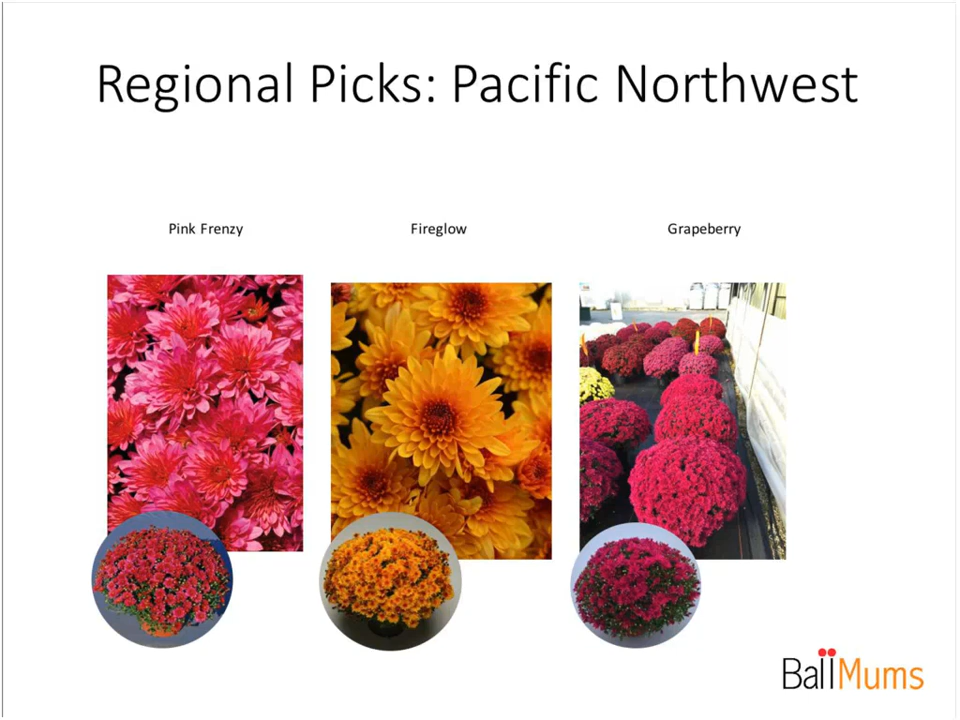 Regional Picks: Pacific Northwest
Pink Frenzy
Fireglow
Grapeberry
BallMums